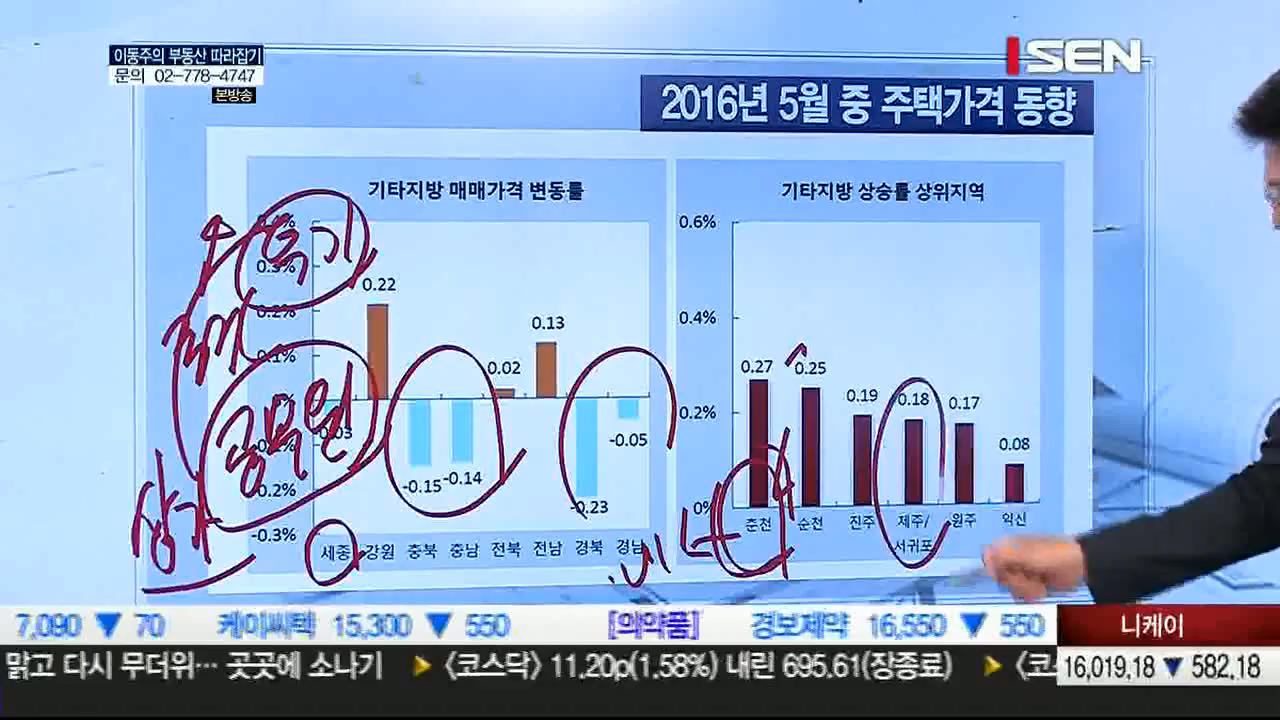 이동주의 부동산 따라잡기
문의 02-778-4747
본방송
SEN
2016년 5월 중 주택가격 동향
기타지방 매매가격 변동률
0.3%
0.2%
0.1%
-0.2%
-0.3%
0.22
-0.15
-0.14
0.02
0.13
-0.23
-0.05
세종 강원 충북 충남 전북 전남 경북 경남
기타지방 상승률 상위지역
0.6%
0.4%
0.2%
0%
0.27 0.25 0.19 0.18 0.17 0.08
춘천 순천 진주 제주/ 원주 익산
서귀포
7,090 ▼ 70 케이씨텍 15,300 ▼ 550 [의약품] 경보제약 16,550 ▼ 550
니케이
맑고 다시 무더위… 곳곳에 소나기 ▶ 〈코스닥〉 11.20p(1.58%) 내린 695.61(장종료) ▶ 〈코
16,019.18 ▼ 582.18